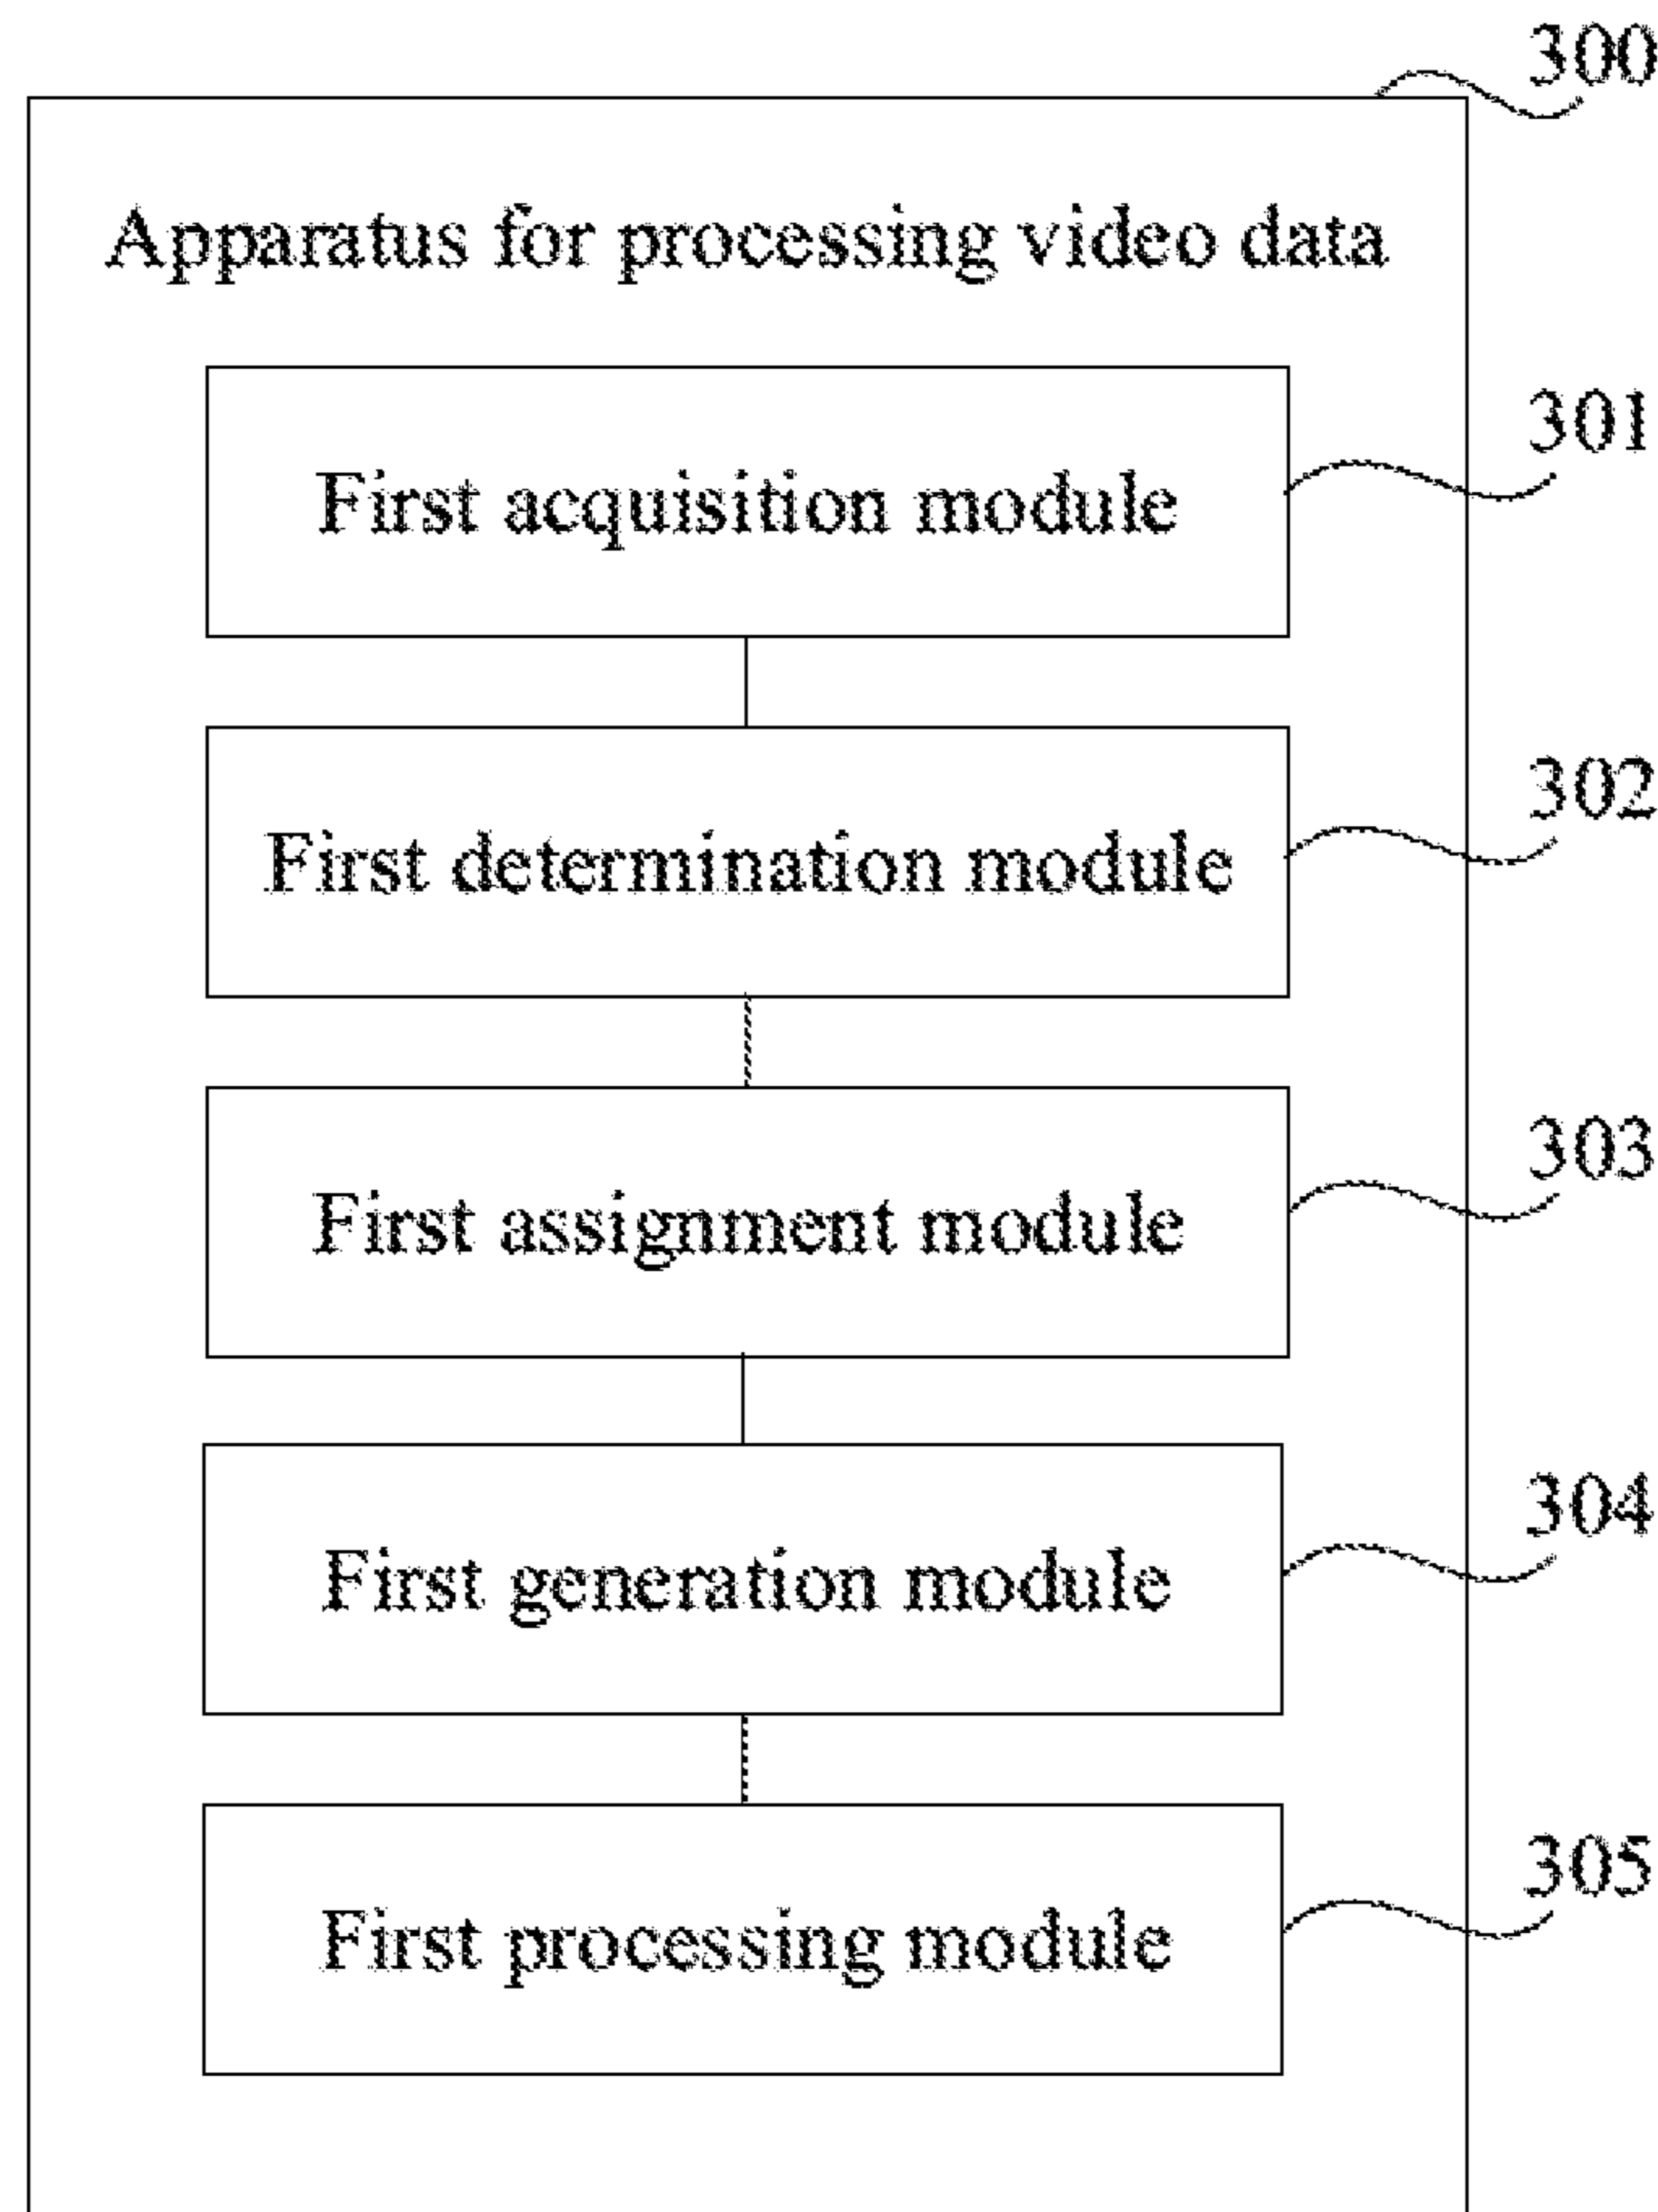 300
Apparatus for processing video data
301
First acquisition module
302
First determination module
303
First assignment module
304
First generation module
305
First processing module